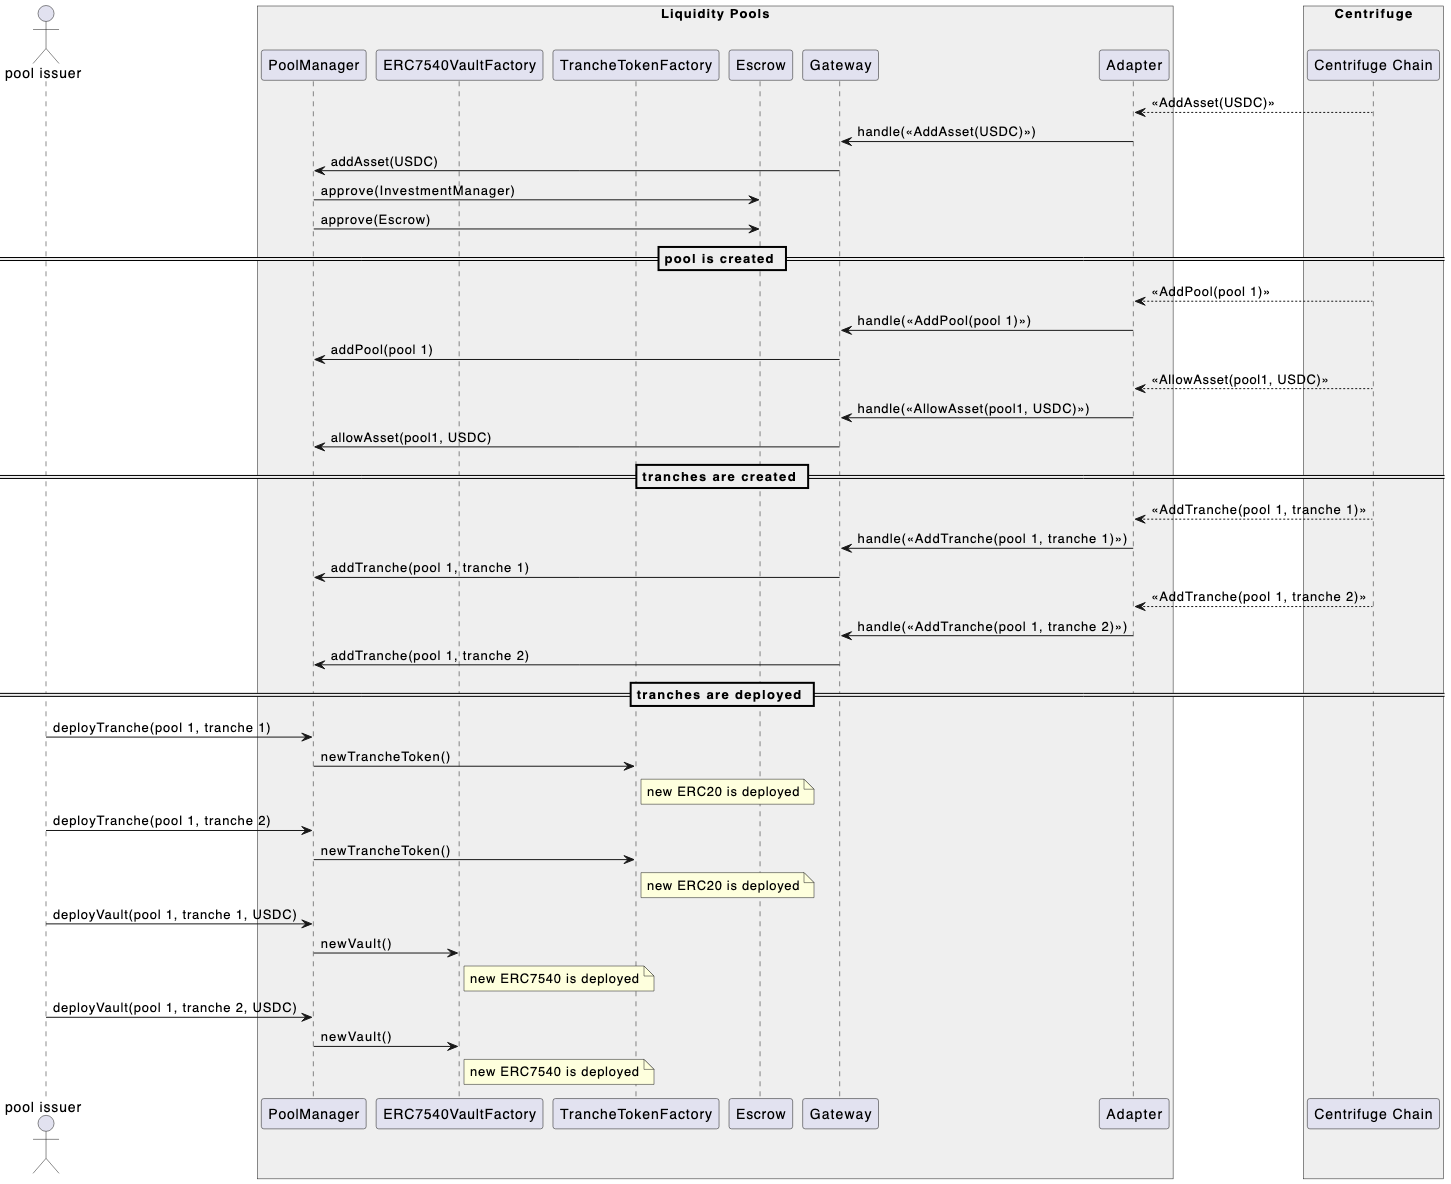 Liquidity Pools
Centrifuge
pool issuer
PoolManager
ERC7540VaultFactory
TrancheTokenFactory
Escrow
Gateway
Adapter
Centrifuge Chain
«AddAsset(USDC)»
handle(«AddAsset(USDC)»)
addAsset(USDC)
approve(InvestmentManager)
approve(Escrow)
pool is created
«AddPool(pool 1)»
handle(«AddPool(pool 1)»)
addPool(pool 1)
«AllowAsset(pool1, USDC)»
handle(«AllowAsset(pool1, USDC)»)
allowAsset(pool1, USDC)
tranches are created
«AddTranche(pool 1, tranche 1)»
handle(«AddTranche(pool 1, tranche 1)»)
addTranche(pool 1, tranche 1)
«AddTranche(pool 1, tranche 2)»
handle(«AddTranche(pool 1, tranche 2)»)
addTranche(pool 1, tranche 2)
tranches are deployed
deployTranche(pool 1, tranche 1)
newTrancheToken()
new ERC20 is deployed
deployTranche(pool 1, tranche 2)
newTrancheToken()
new ERC20 is deployed
deployVault(pool 1, tranche 1, USDC)
newVault()
new ERC7540 is deployed
deployVault(pool 1, tranche 2, USDC)
newVault()
new ERC7540 is deployed
pool issuer
PoolManager
ERC7540VaultFactory
TrancheTokenFactory
Escrow
Gateway
Adapter
Centrifuge Chain